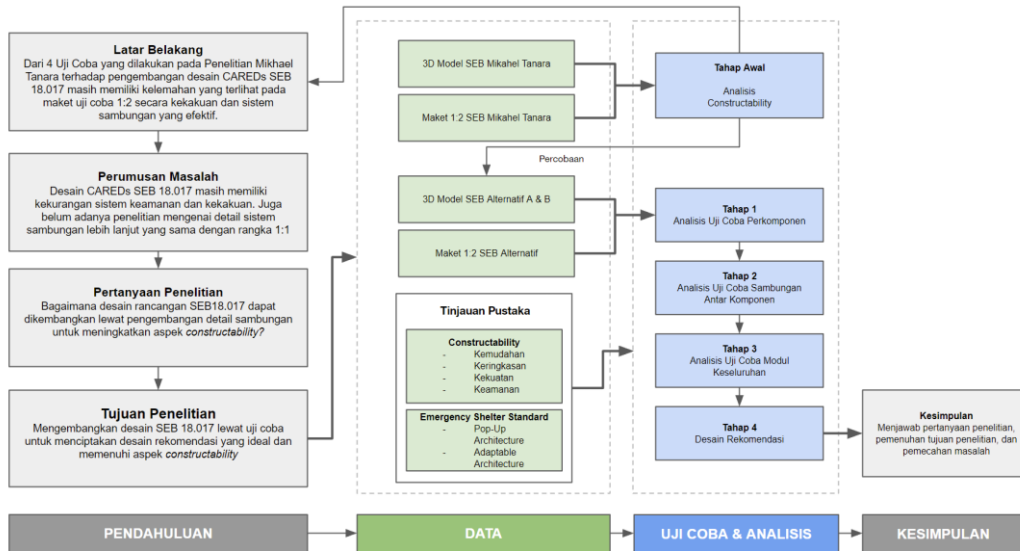 Latar Belakang
Dari 4 Uji Coba yang dilakukan pada Penelitian Mikhael
Tanara terhadap pengembangan desain CAREDs SEB
18.017 masih memiliki kelemahan yang terlihat pada
maket uji coba 1:2 secara kekakuan dan sistem
sambungan yang efektif.
Perumusan Masalah
Desain CAREDs SEB 18.017 masih memiliki
kekurangan sistem keamanan dan kekakuan. Juga
belum adanya penelitian mengenai detail sistem
sambungan lebih lanjut yang sama dengan rangka 1:1
Pertanyaan Penelitian
Bagaimana desain rancangan SEB18.017 dapat
dikembangkan lewat pengembangan detail sambungan
untuk meningkatkan aspek constructability?
Tujuan Penelitian
Mengembangkan desain SEB 18.017 lewat uji coba
untuk menciptakan desain rekomendasi yang ideal dan
memenuhi aspek constructability
3D Model SEB Mikahel Tanara
Maket 1:2 SEB Mikahel Tanara
Percobaan
3D Model SEB Alternatif A & B
Maket 1:2 SEB Alternatif
Tinjauan Pustaka
Constructability
- Kemudahan
- Keringkasan
- Kekuatan
- Keamanan
Emergency Shelter Standard
- Pop-Up
Architecture
- Adaptable
Architecture
Tahap Awal
Analisis
Constructability
Tahap 1
Analisis Uji Coba Perkomponen
Tahap 2
Analisis Uji Coba Sambungan
Antar Komponen
Tahap 3
Analisis Uji Coba Modul
Keseluruhan
Tahap 4
Desain Rekomendasi
Kesimpulan
Menjawab pertanyaan penelitian,
pemenuhan tujuan penelitian, dan
pemecahan masalah
PENDAHULUAN
DATA
UJI COBA & ANALISIS
KESIMPULAN